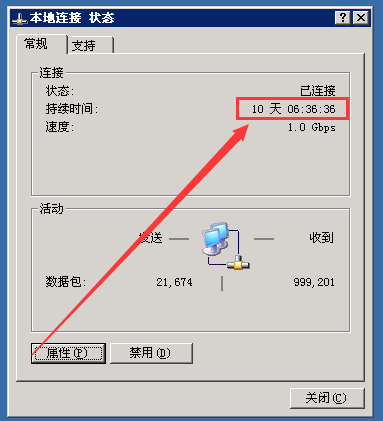 本地连接 状态
常规 支持
连接
状态: 已连接
持续时间: 10 天 06:36:36
速度: 1.0 Gbps
活动
发送 — — 收到
数据包: 21,674 | 999,201
属性(P) 禁用(D)
关闭(C)